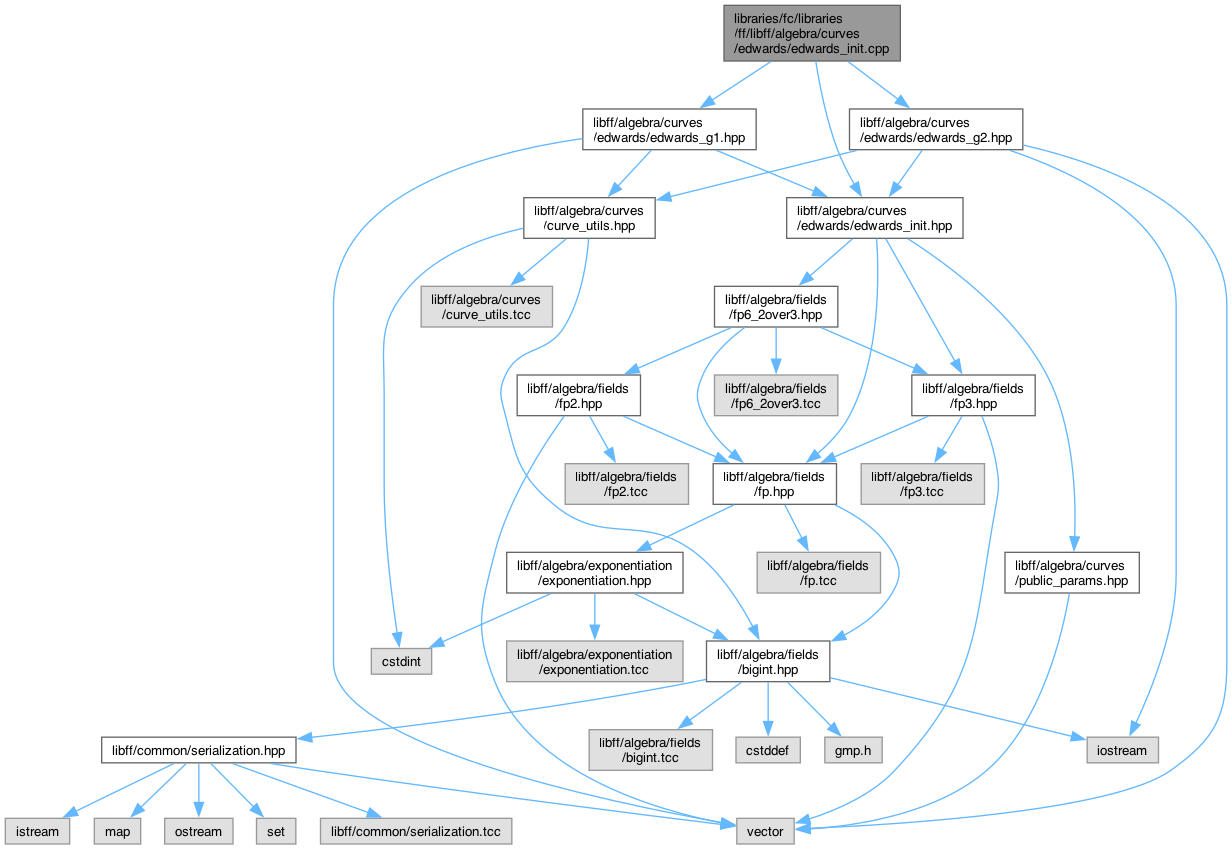 libraries/fc/libraries
/ff/libff/algebra/curves
/edwards/edwards_init.cpp
libff/algebra/curves
/edwards/edwards_g1.hpp
libff/algebra/curves
/edwards/edwards_g2.hpp
libff/algebra/curves
/curve_utils.hpp
libff/algebra/curves
/edwards/edwards_init.hpp
libff/algebra/curves
/curve_utils.tcc
libff/algebra/fields
/fp6_2over3.hpp
libff/algebra/fields
/fp2.hpp
libff/algebra/fields
/fp6_2over3.tcc
libff/algebra/fields
/fp3.hpp
libff/algebra/fields
/fp2.tcc
libff/algebra/fields
/fp.hpp
libff/algebra/fields
/fp3.tcc
libff/algebra/exponentiation
/exponentiation.hpp
libff/algebra/fields
/fp.tcc
libff/algebra/curves
/public_params.hpp
cstdint
libff/algebra/exponentiation
/exponentiation.tcc
libff/algebra/fields
/bigint.hpp
libff/common/serialization.hpp
libff/algebra/fields
/bigint.tcc
cstddef
gmp.h
iostream
istream
map
ostream
set
libff/common/serialization.tcc
vector